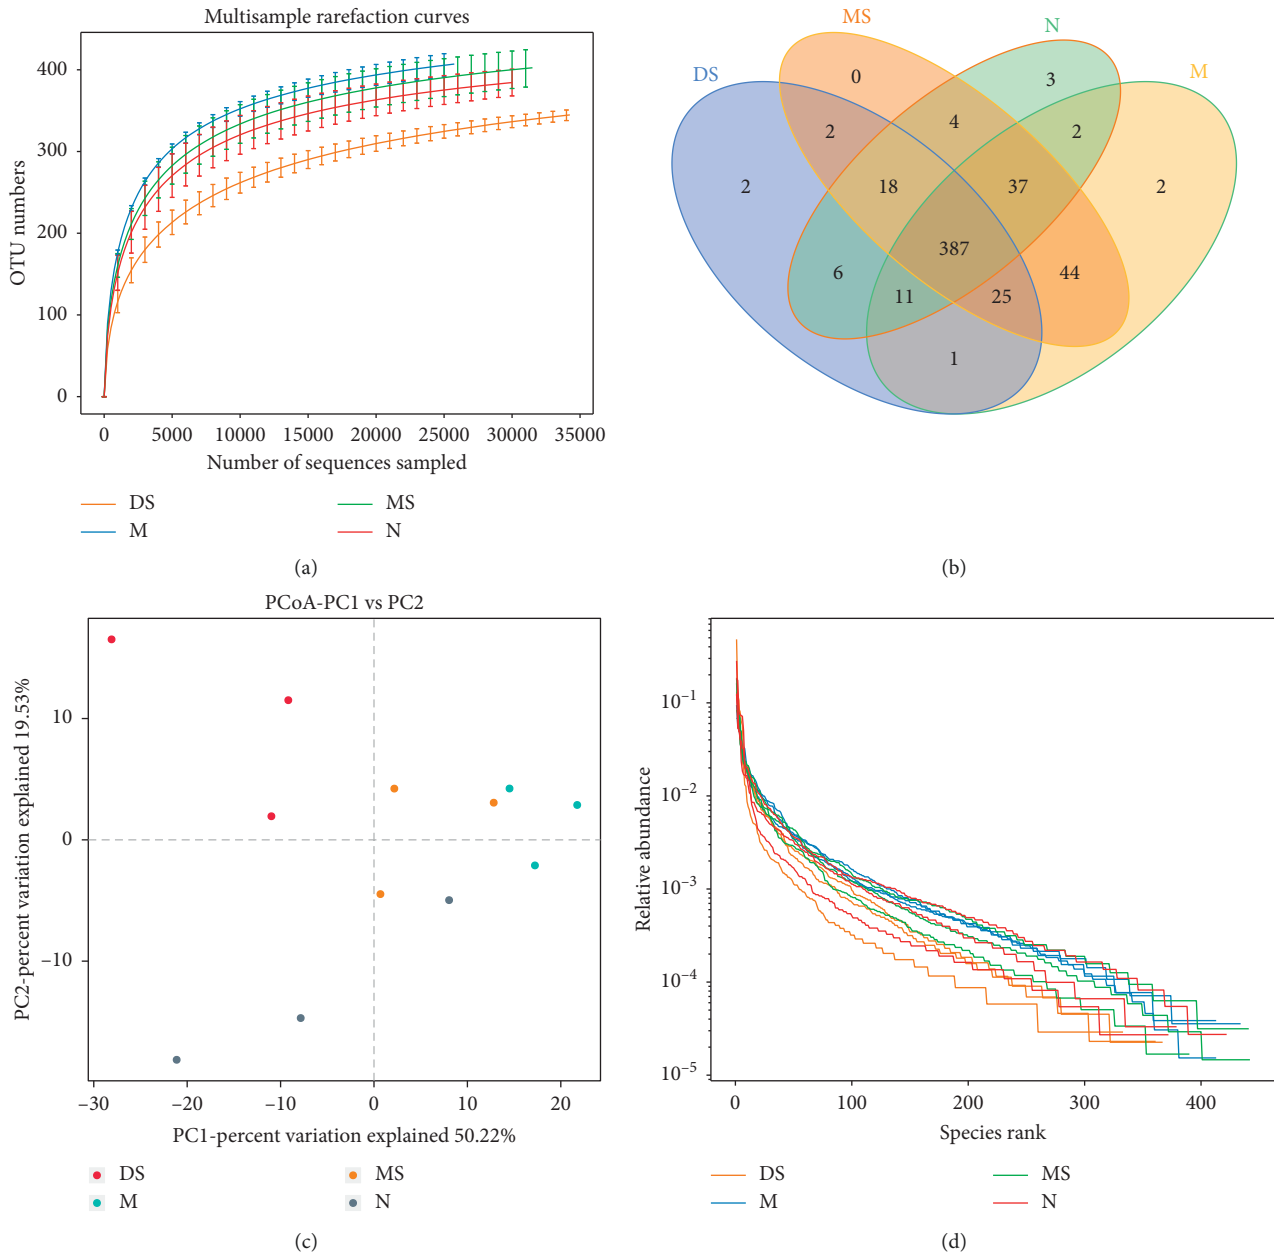 Multisample rarefaction curves
OTU numbers
400
300
200
100
0
0 5000 10000 15000 20000 25000 30000 35000
Number of sequences sampled
DS MS
M N
(a)
MS
N
DS
M
0
3
2
4
2
2
18
37
2
387
6
44
11
25
1
(b)
PCoA-PC1 vs PC2
PC2-percent variation explained 19.53%
10
0
−10
−30 −20 −10 0 10 20
PC1-percent variation explained 50.22%
DS MS
M N
(c)
Relative abundance
10−1
10−2
10−3
10−4
10−5
0 100 200 300 400
Species rank
DS MS
M N
(d)